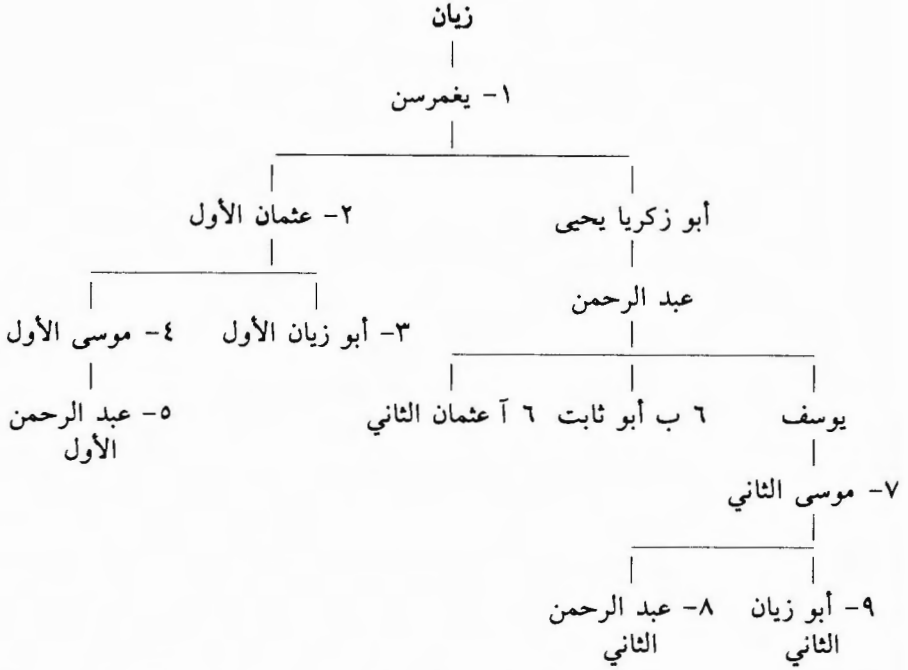 زيان
١- يغمرسن
أبو زكريا يحيى
٢- عثمان الأول
عبد الرحمن
٣- أبو زيان الأول
٤- موسى الأول
يوسف
٦ ب أبو ثابت
٦ آ عثمان الثاني
٥- عبد الرحمن
الأول
٧- موسى الثاني
٩- أبو زيان
الثاني
٨- عبد الرحمن
الثاني